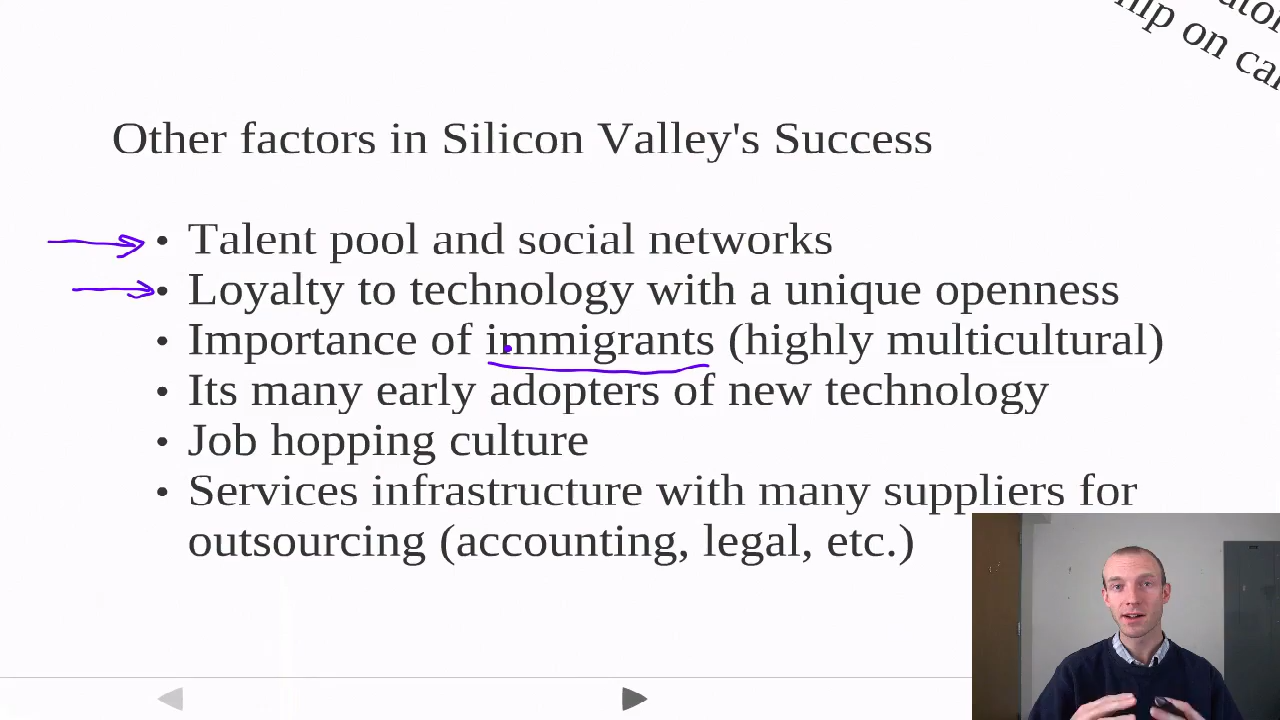 on
Other factors in Silicon Valley's Success
• Talent pool and social networks
• Loyalty to technology with a unique openness
• Importance of immigrants (highly multicultural)
• Its many early adopters of new technology
• Job hopping culture
• Services infrastructure with many suppliers for
outsourcing (accounting, legal, etc.)